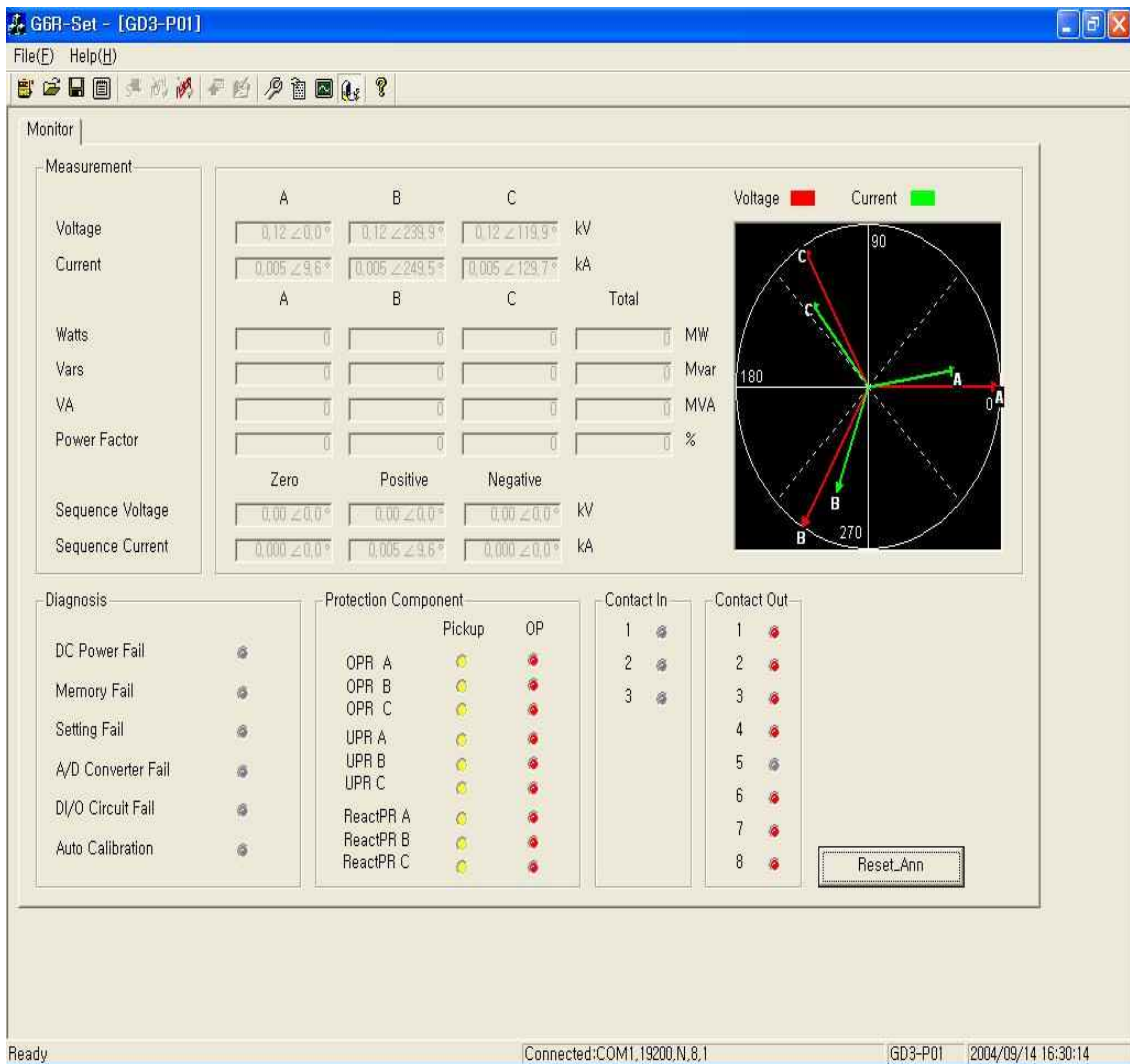 G6R-Set - [GD3-P01]
File(F) Help(H)
Monitor
Measurement
A B C
Voltage 0,12 ∠0,0° 0,12 ∠239,9° 0,12 ∠119,9° kV
Current 0,005 ∠9,6° 0,005 ∠249,5° 0,005 ∠129,7° kA
A B C Total
Watts 0 0 0 0 MW
Vars 0 0 0 0 Mvar
VA 0 0 0 0 MVA
Power Factor 0 0 0 0 %
Zero Positive Negative
Sequence Voltage 0,00 ∠0,0° 0,00 ∠0,0° 0,00 ∠0,0° kV
Sequence Current 0,000 ∠0,0° 0,005 ∠9,6° 0,000 ∠0,0° kA
Voltage Current
90
C
C
180
A
A
0
B
B
270
Diagnosis
DC Power Fail
Memory Fail
Setting Fail
A/D Converter Fail
DI/O Circuit Fail
Auto Calibration
Protection Component
Pickup OP
OPR A
OPR B
OPR C
UPR A
UPR B
UPR C
ReactPR A
ReactPR B
ReactPR C
Contact In
1
2
3
Contact Out
1
2
3
4
5
6
7
8
Reset_Ann
Ready Connected:COM1,19200,N,8,1 GD3-P01 2004/09/14 16:30:14